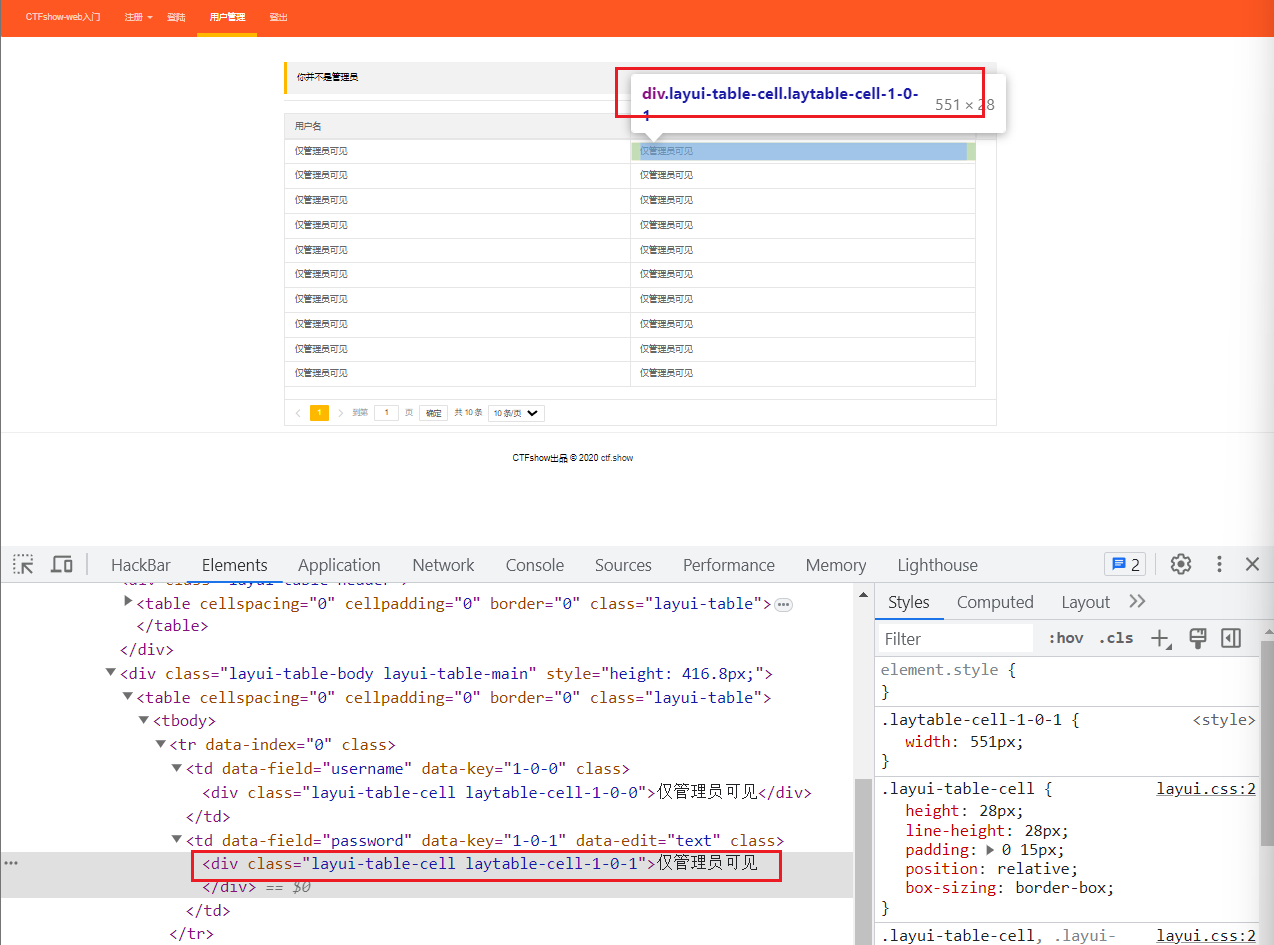 CTFshow-web入门 注册 登陆 用户管理 登出
你并不是管理员
div.layui-table-cell.laytable-cell-1-0-
1
551 × 28
用户名
仅管理员可见 仅管理员可见
仅管理员可见 仅管理员可见
仅管理员可见 仅管理员可见
仅管理员可见 仅管理员可见
仅管理员可见 仅管理员可见
仅管理员可见 仅管理员可见
仅管理员可见 仅管理员可见
仅管理员可见 仅管理员可见
仅管理员可见 仅管理员可见
仅管理员可见 仅管理员可见
1 到第 1 页 确定 共 10 条 10 条/页
CTFshow出品 © 2020 ctf.show
HackBar Elements Application Network Console Sources Performance Memory Lighthouse 2
<table cellspacing="0" cellpadding="0" border="0" class="layui-table">
</table>
</div>
<div class="layui-table-body layui-table-main" style="height: 416.8px;">
<table cellspacing="0" cellpadding="0" border="0" class="layui-table">
<tbody>
<tr data-index="0" class>
<td data-field="username" data-key="1-0-0" class>
<div class="layui-table-cell laytable-cell-1-0-0">仅管理员可见</div>
</td>
<td data-field="password" data-key="1-0-1" data-edit="text" class>
<div class="layui-table-cell laytable-cell-1-0-1">仅管理员可见
</div> == $0
</td>
</tr>
Styles Computed Layout
Filter :hov .cls
element.style {
}
.laytable-cell-1-0-1 { <style>
width: 551px;
}
.layui-table-cell { layui.css:2
height: 28px;
line-height: 28px;
padding: 0 15px;
position: relative;
box-sizing: border-box;
}
.layui-table-cell, .layui- layui.css:2